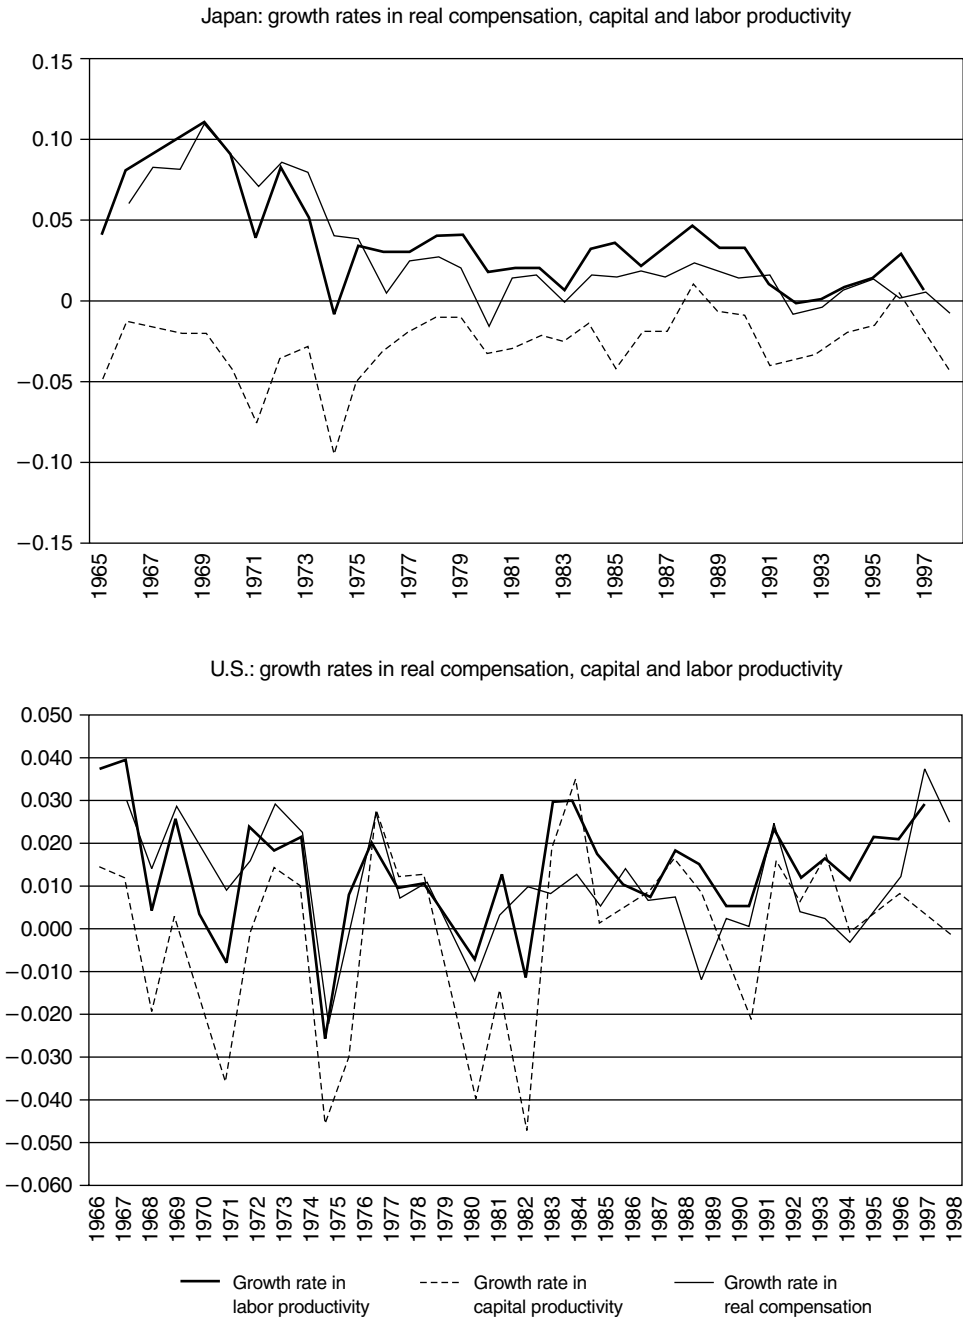 Japan: growth rates in real compensation, capital and labor productivity
0.15
0.10
0.05
0
−0.05
−0.10
−0.15
1965 1967 1969 1971 1973 1975 1977 1979 1981 1983 1985 1987 1989 1991 1993 1995 1997
U.S.: growth rates in real compensation, capital and labor productivity
0.050
0.040
0.030
0.020
0.010
0.000
−0.010
−0.020
−0.030
−0.040
−0.050
−0.060
1966 1967 1968 1969 1970 1971 1972 1973 1974 1975 1976 1977 1978 1979 1980 1981 1982 1983 1984 1985 1986 1987 1988 1989 1990 1991 1992 1993 1994 1995 1996 1997 1998
Growth rate in
labor productivity
Growth rate in
capital productivity
Growth rate in
real compensation